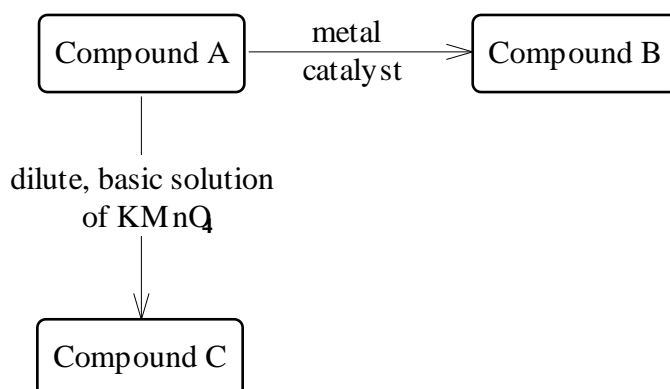 Compound A
metal
catalyst
Compound B
dilute, basic solution
of KMnO4
Compound C